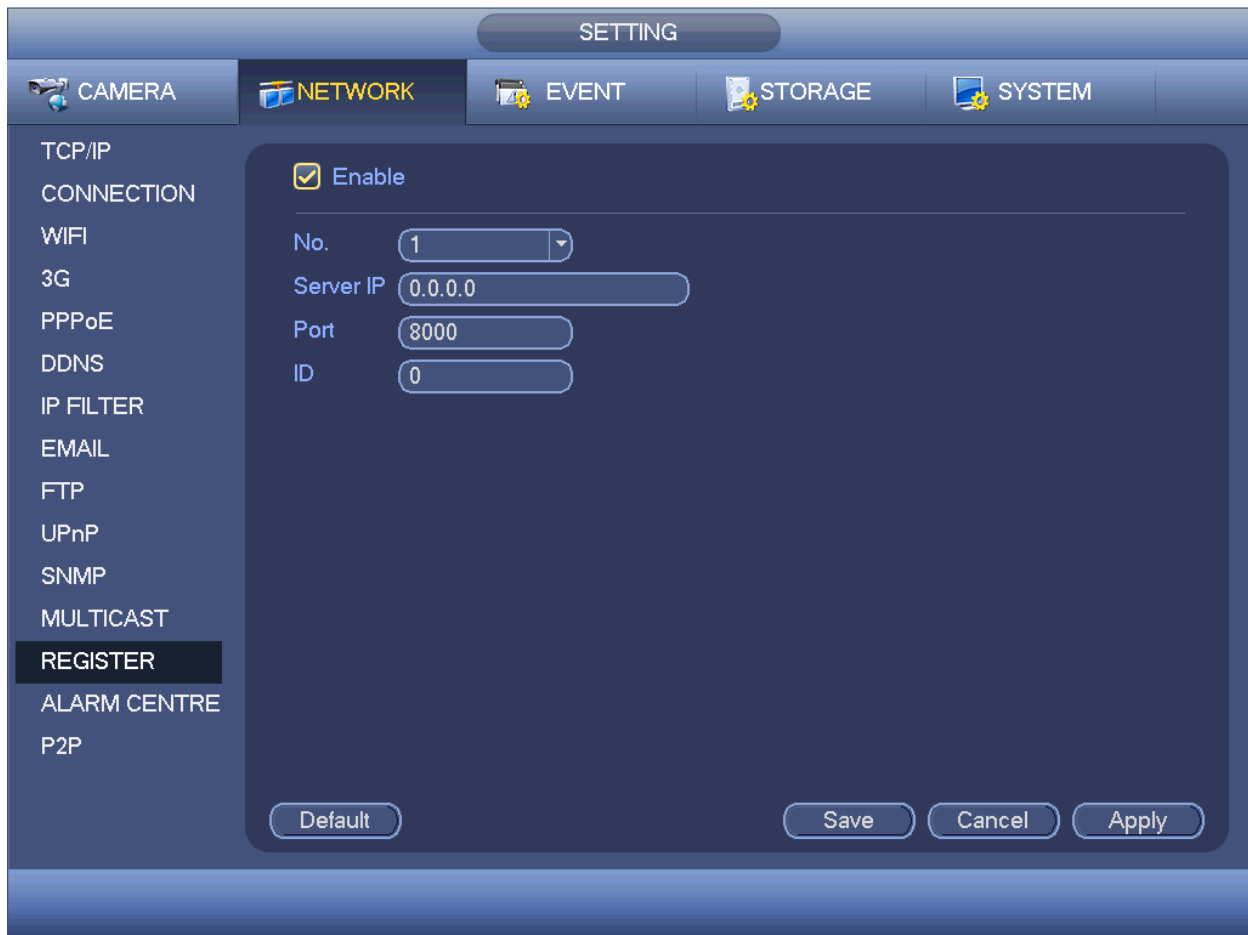 SETTING
CAMERA NETWORK EVENT STORAGE SYSTEM
TCP/IP
CONNECTION
WIFI
3G
PPPoE
DDNS
IP FILTER
EMAIL
FTP
UPnP
SNMP
MULTICAST
REGISTER
ALARM CENTRE
P2P
Enable
No. 1
Server IP 0.0.0.0
Port 8000
ID 0
Default Save Cancel Apply